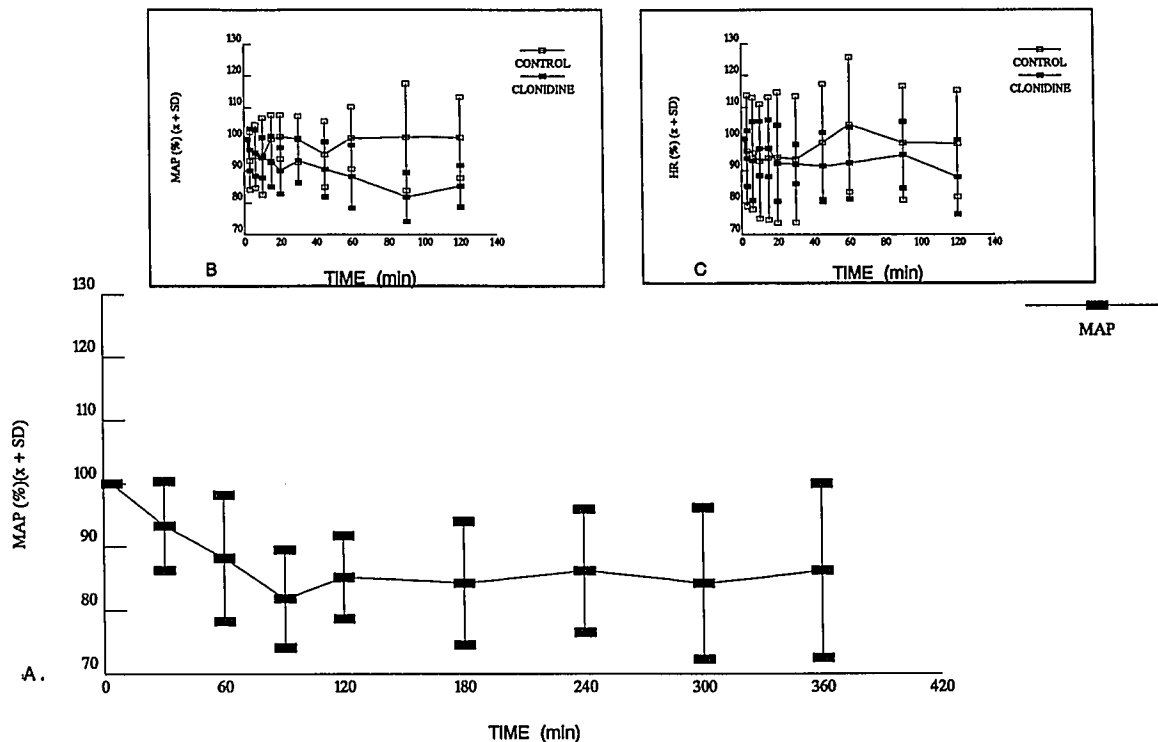 130
130
120
110
100
90
80
70
MAP (%) (x + SD)
0 20 40 60 80 100 120 140
TIME (min)
B
CONTROL
CLONIDINE
130
130
120
110
100
90
80
70
HR (%) (x + SD)
0 20 40 60 80 100 120 140
TIME (min)
C
CONTROL
CLONIDINE
130
120
110
100
90
80
70
MAP (%)(x + SD)
MAP
A.
0 60 120 180 240 300 360 420
TIME (min)